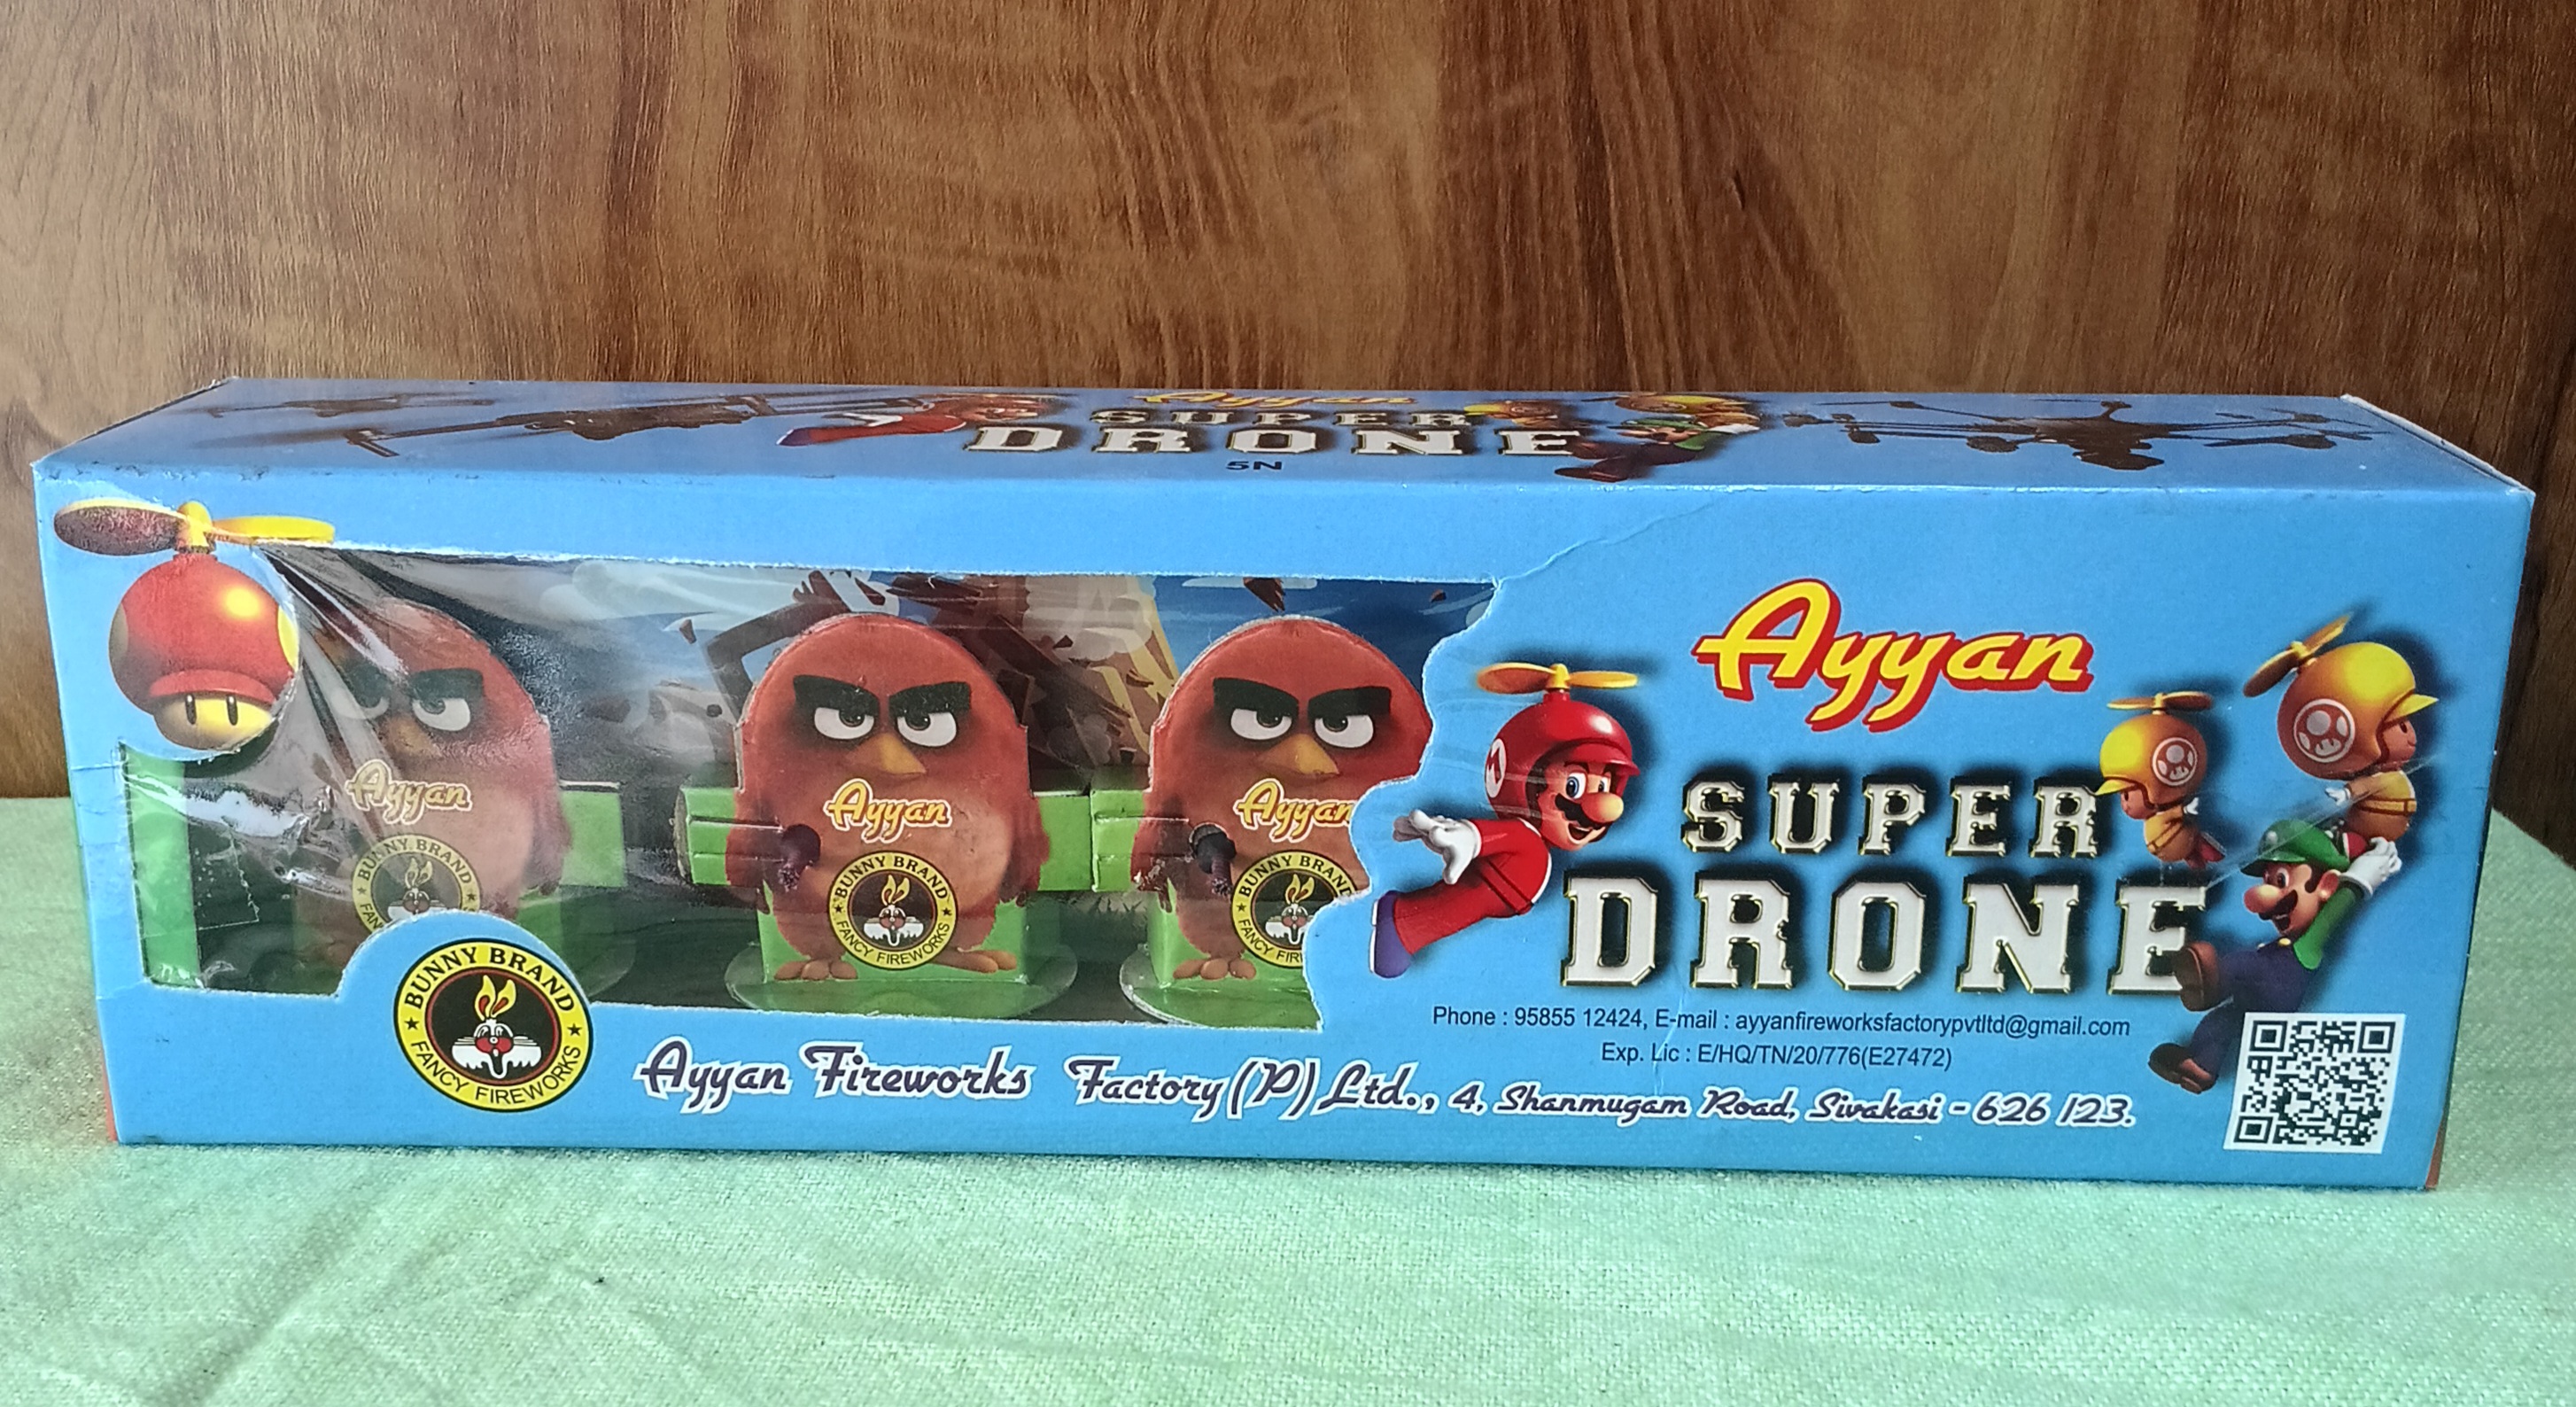 Ayyan
SUPER
DRONE
5N
Ayyan
BUNNY BRAND
FANCY FIREWORKS
Ayyan
BUNNY BRAND
FANCY FIREWORKS
Ayyan
BUNNY BRAND
M
Ayyan
SUPER
DRONE
Phone : 95855 12424, E-mail : ayyanfireworksfactorypvtltd@gmail.com
Exp. Lic : E/HQ/TN/20/776(E27472)
BUNNY BRAND
FANCY FIREWORKS
Ayyan Fireworks Factory (P) Ltd., 4, Shanmugam Road, Sivakasi - 626 123.